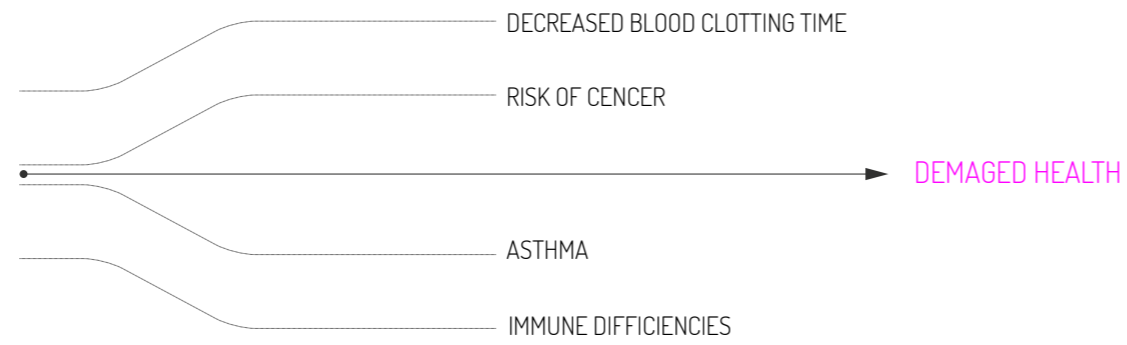 DECREASED BLOOD CLOTTING TIME
RISK OF CENCER
DEMAGED HEALTH
ASTHMA
IMMUNE DIFFICIENCIES